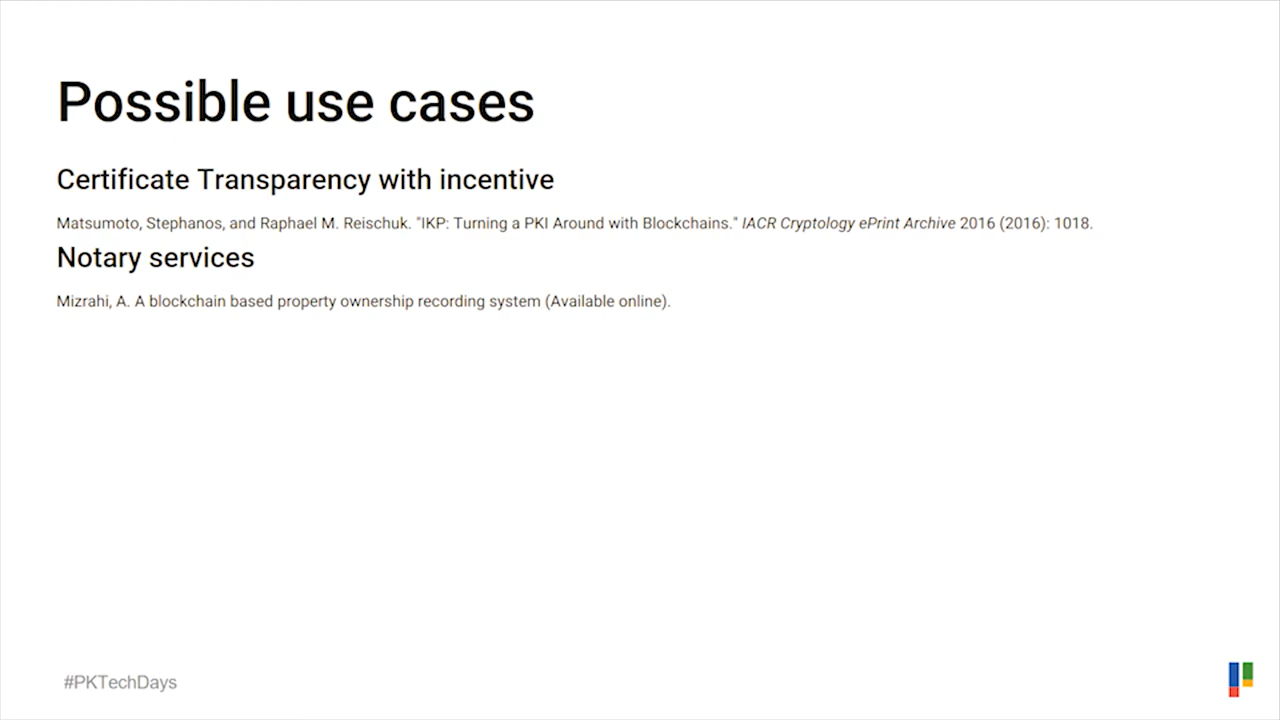 Possible use cases
Certificate Transparency with incentive
Matsumoto, Stephanos, and Raphael M. Reischuk. "IKP: Turning a PKI Around with Blockchains." IACR Cryptology ePrint Archive 2016 (2016): 1018.
Notary services
Mizrahi, A. A blockchain based property ownership recording system (Available online).
#PKTechDays